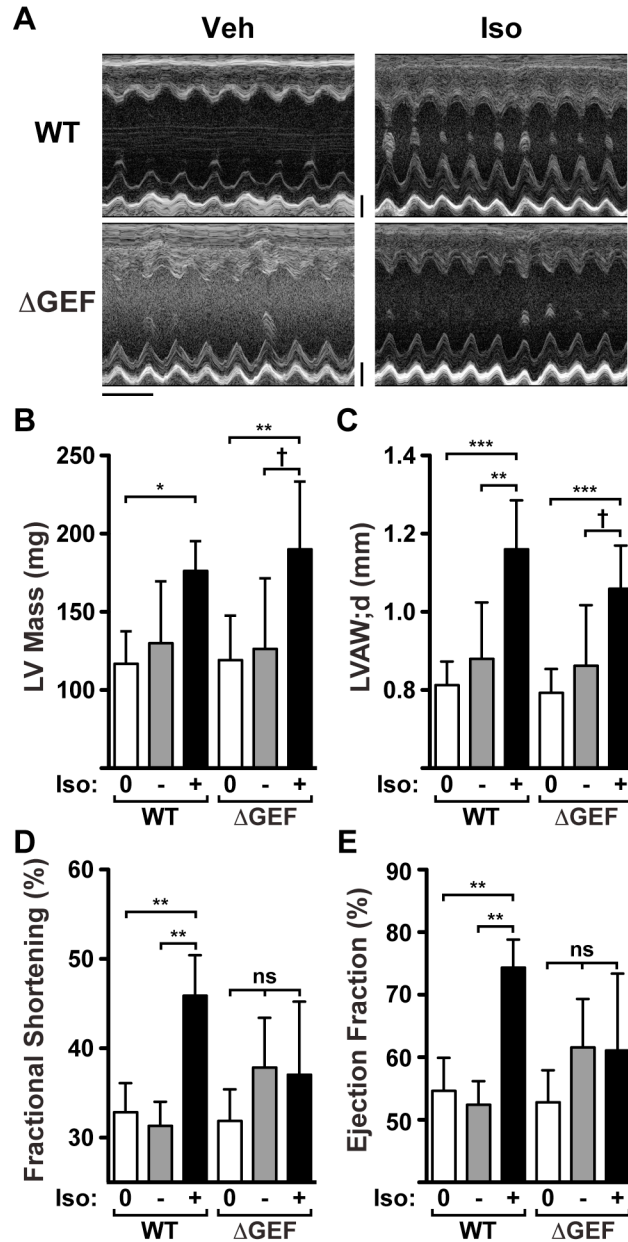 A
Veh
Iso
WT
ΔGEF
B
LV Mass (mg)
250
200
150
100
*
**
†
Iso: 0 - + 0 - +
WT ΔGEF
C
LVAW;d (mm)
1.4
1.2
1.0
0.8
***
**
***
†
Iso: 0 - + 0 - +
WT ΔGEF
D
Fractional Shortening (%)
60
50
40
30
**
**
ns
Iso: 0 - + 0 - +
WT ΔGEF
E
Ejection Fraction (%)
90
80
70
60
50
**
**
ns
Iso: 0 - + 0 - +
WT ΔGEF